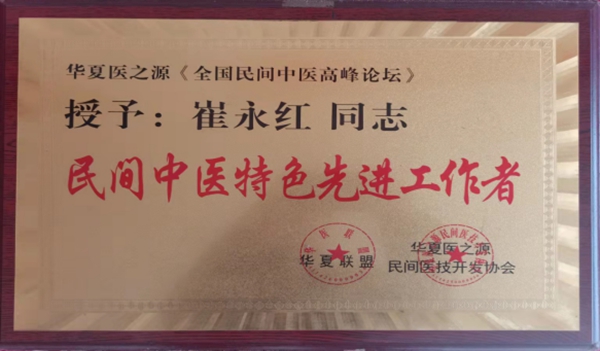 华夏医之源《全国民间中医高峰论坛》
授予：崔永红 同志
民间中医特色先进工作者
华夏联盟
华夏医之源
民间医技开发协会